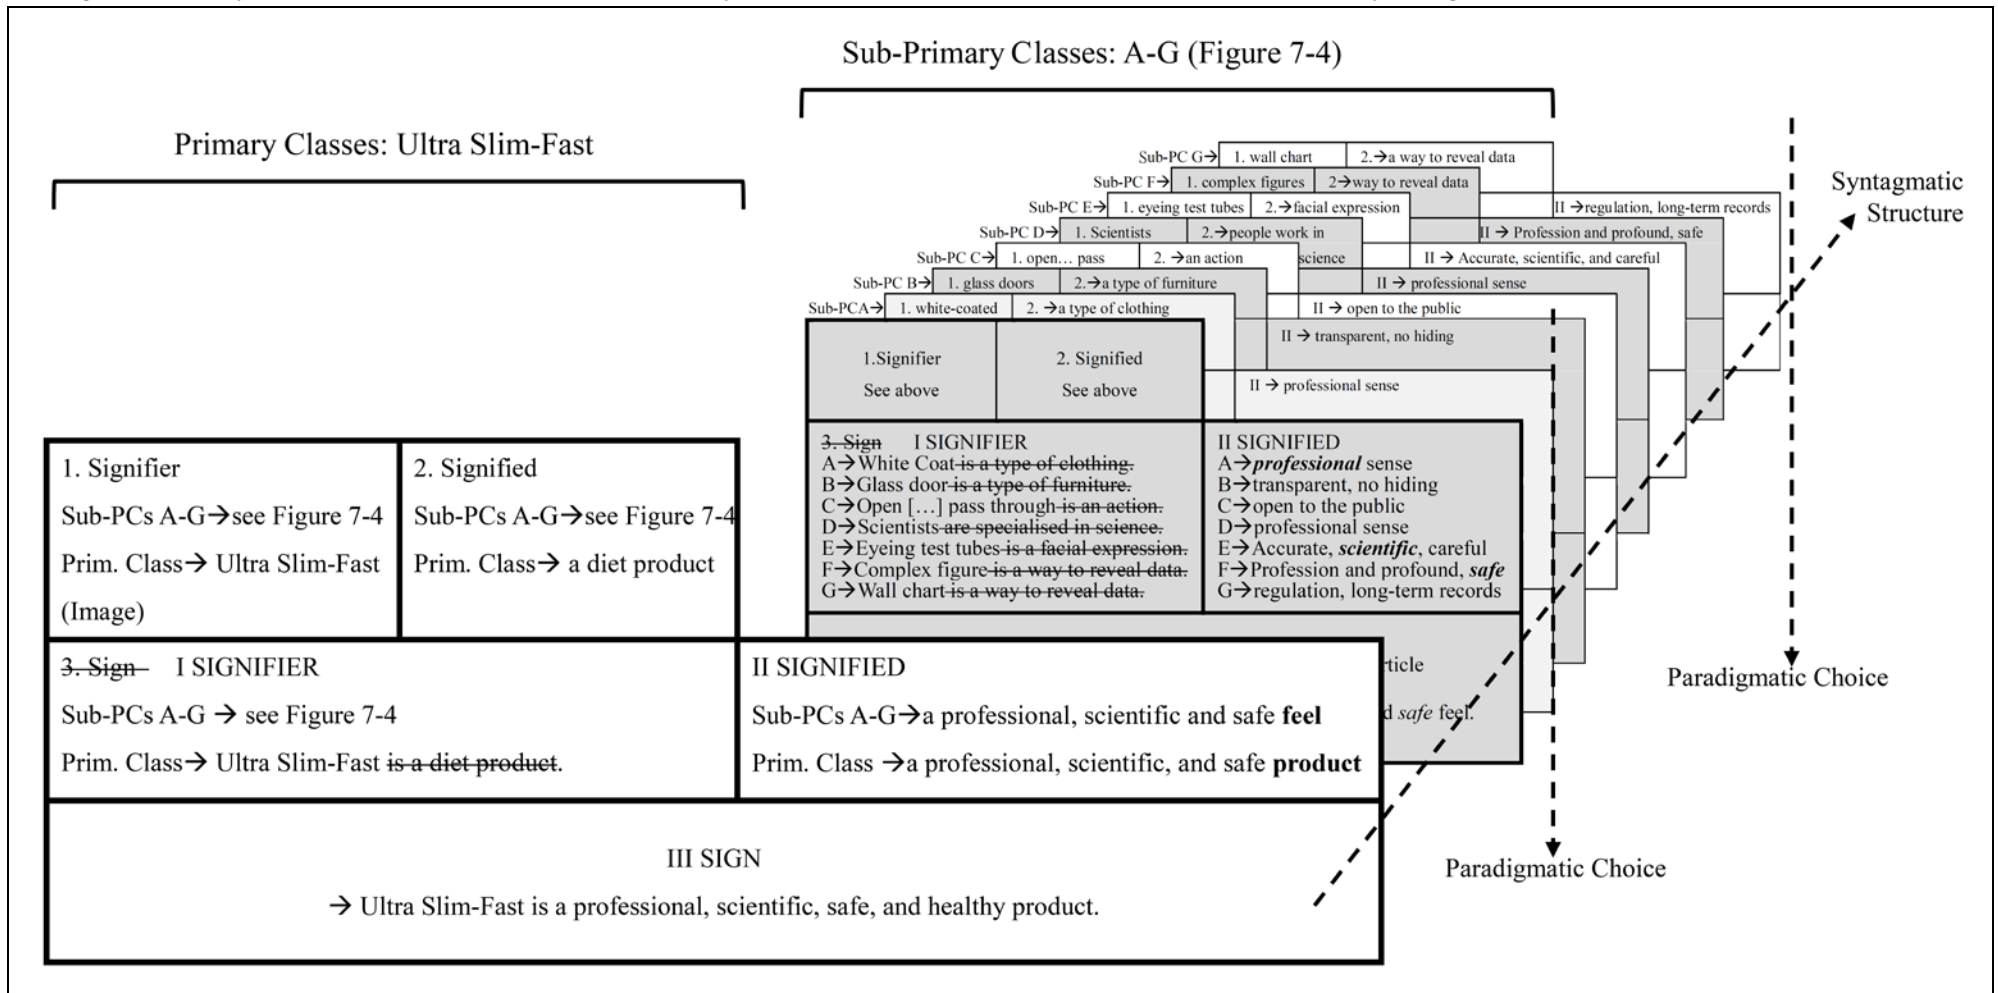 Sub-Primary Classes: A-G (Figure 7-4)
Primary Classes: Ultra Slim-Fast
Syntagmatic
Structure
Sub-PC G→ 1. wall chart 2.→a way to reveal data
Sub-PC F→ 1. complex figures 2→way to reveal data
Sub-PC E→ 1. eyeing test tubes 2.→facial expression II →regulation, long-term records
Sub-PC D→ 1. Scientists 2.→people work in II → Profession and profound, safe
Sub-PC C→ 1. open… pass 2. →an action science II → Accurate, scientific, and careful
Sub-PC B→ 1. glass doors 2.→a type of furniture II → professional sense
Sub-PCA→ 1. white-coated 2. →a type of clothing II → open to the public
II → transparent, no hiding
II → professional sense
1.Signifier
See above
2. Signified
See above
3. Sign I SIGNIFIER
A→White Coat is a type of clothing.
B→Glass door is a type of furniture.
C→Open […] pass through is an action.
D→Scientists are specialised in science.
E→Eyeing test tubes is a facial expression.
F→Complex figure is a way to reveal data.
G→Wall chart is a way to reveal data.
II SIGNIFIED
A→professional sense
B→transparent, no hiding
C→open to the public
D→professional sense
E→Accurate, scientific, careful
F→Profession and profound, safe
G→regulation, long-term records
ticle
d safe feel.
1. Signifier
Sub-PCs A-G→see Figure 7-4
Prim. Class→ Ultra Slim-Fast
(Image)
2. Signified
Sub-PCs A-G→see Figure 7-4
Prim. Class→ a diet product
3. Sign I SIGNIFIER
Sub-PCs A-G → see Figure 7-4
Prim. Class→ Ultra Slim-Fast is a diet product.
II SIGNIFIED
Sub-PCs A-G→a professional, scientific and safe feel
Prim. Class →a professional, scientific, and safe product
III SIGN
→ Ultra Slim-Fast is a professional, scientific, safe, and healthy product.
Paradigmatic Choice
Paradigmatic Choice